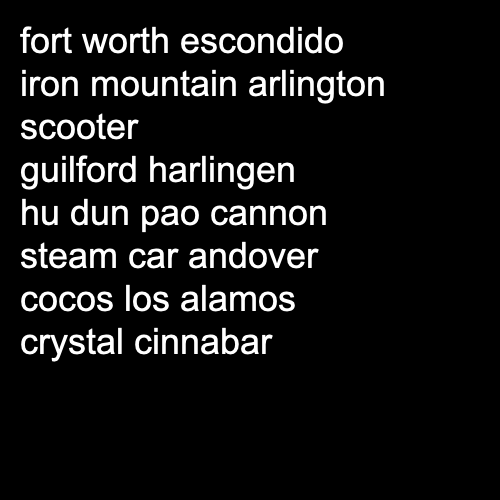 fort worth escondido
iron mountain arlington
scooter
guilford harlingen
hu dun pao cannon
steam car andover
cocos los alamos
crystal cinnabar